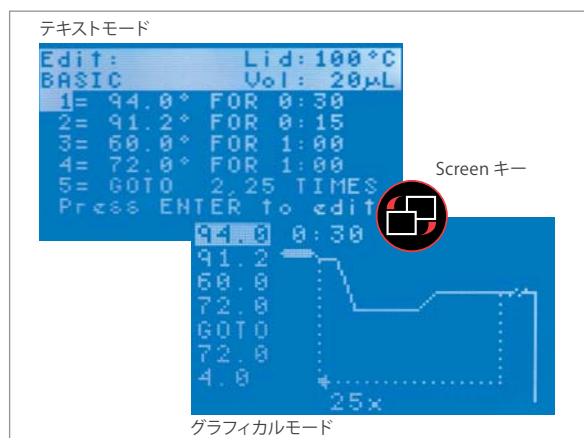 テキストモード
Edit: Lid:100°C
BASIC Vol: 20µL
1= 94.0° FOR 0:30
2= 91.2° FOR 0:15
3= 60.0° FOR 1:00
4= 72.0° FOR 1:00
5= GOTO 2,25 TIMES
Press ENTER to edit
Screen キー
94.0 0:30
91.2
60.0
72.0
GOTO
72.0
4.0
25x
グラフィカルモード